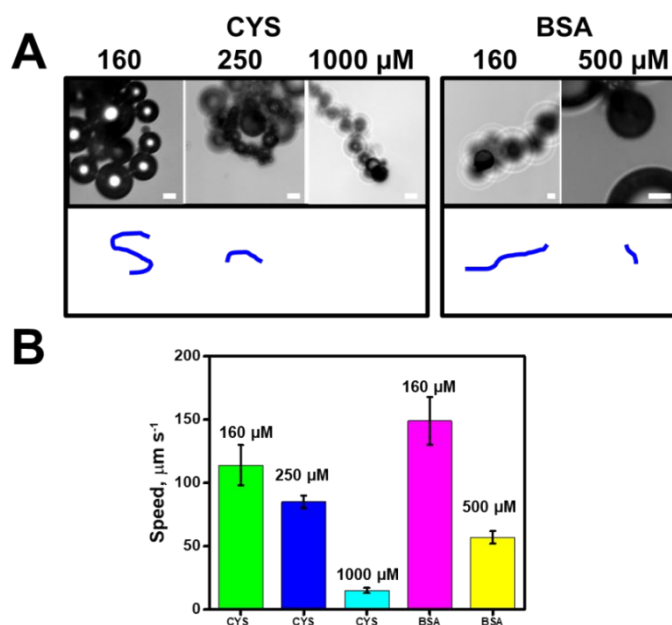 A
CYS
160 250 1000 μM
BSA
160 500 μM
B
Speed, μm s⁻¹
200
150
100
50
0
160 μM
250 μM
1000 μM
160 μM
500 μM
CYS CYS CYS BSA BSA